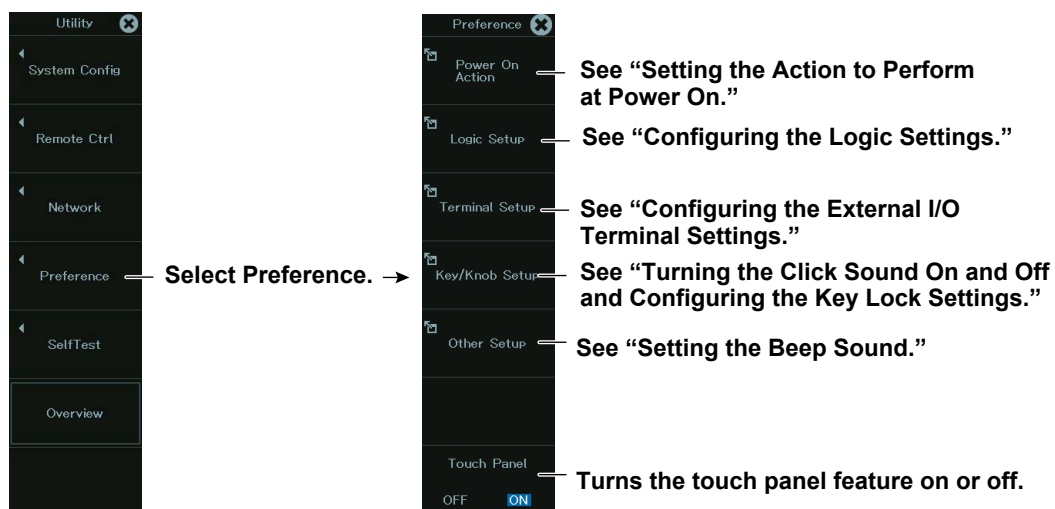 Utility
System Config
Remote Ctrl
Network
Preference
SelfTest
Overview
Select Preference.
Preference
Power On
Action
Logic Setup
Terminal Setup
Key/Knob Setup
Other Setup
Touch Panel
OFF ON
See “Setting the Action to Perform
at Power On.”
See “Configuring the Logic Settings.”
See “Configuring the External I/O
Terminal Settings.”
See “Turning the Click Sound On and Off
and Configuring the Key Lock Settings.”
See “Setting the Beep Sound.”
Turns the touch panel feature on or off.